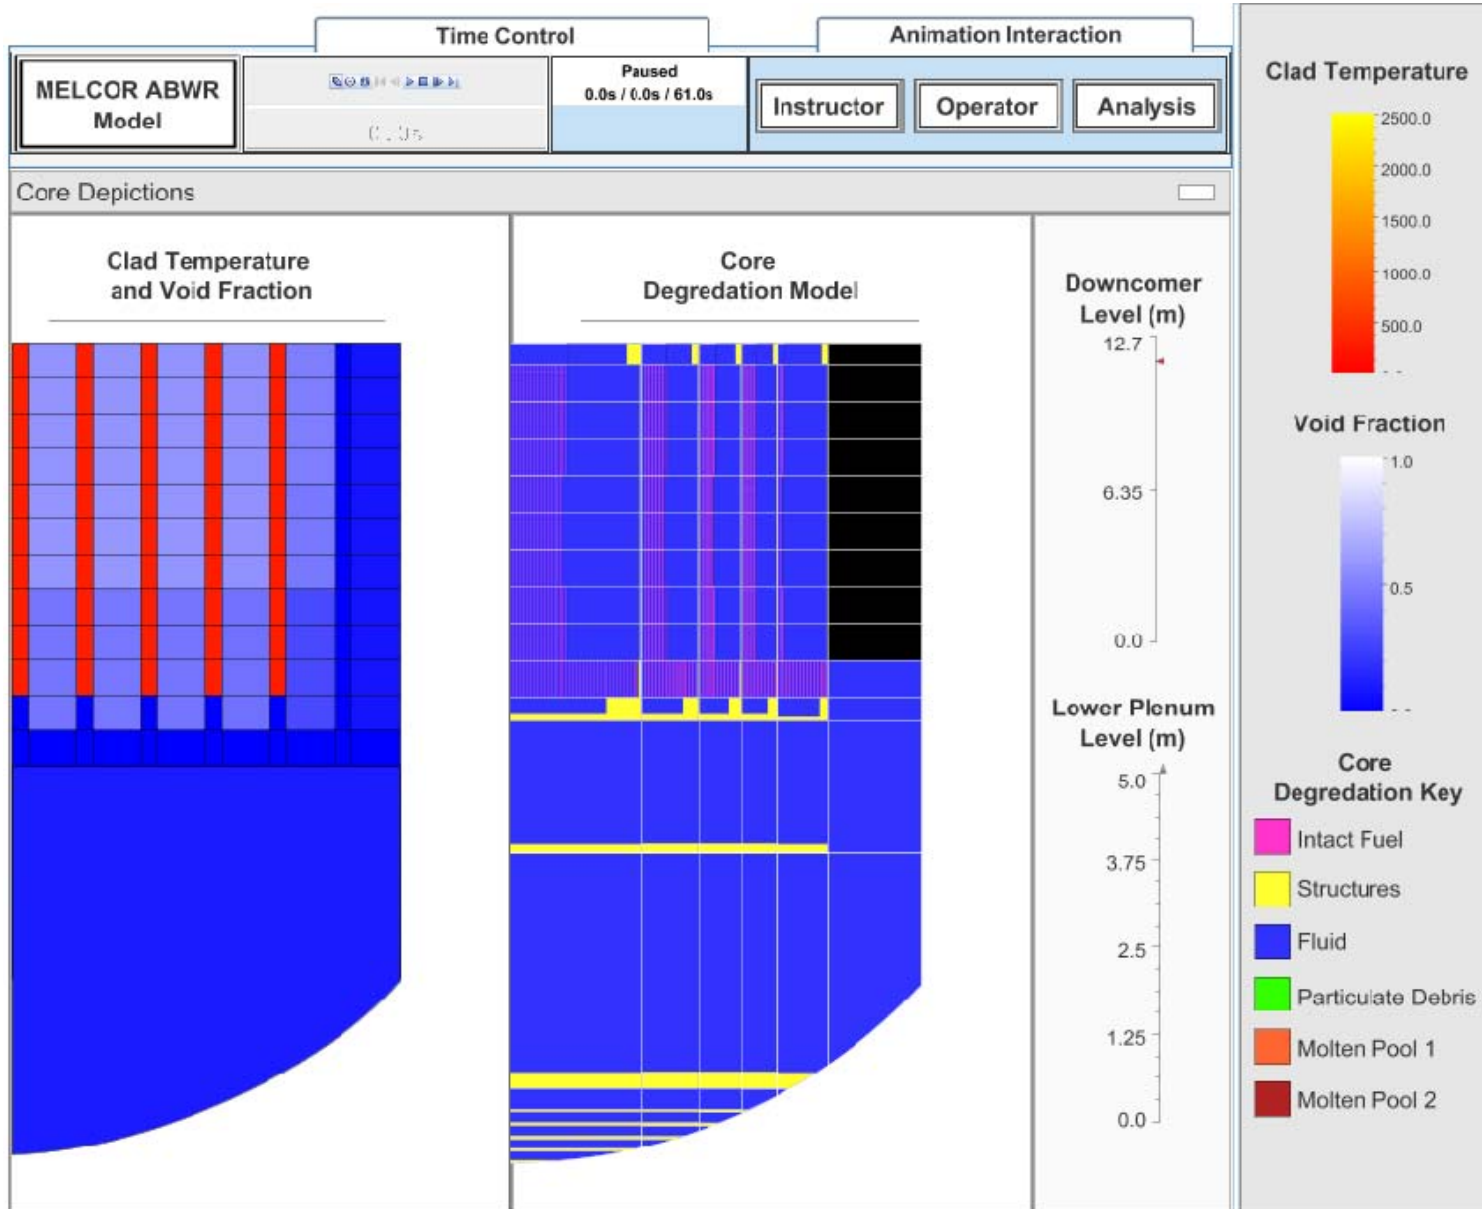 Time Control
Animation Interaction
MELCOR ABWR
Model
Paused
0.0s / 0.0s / 61.0s
Instructor
Operator
Analysis
Core Depictions
Clad Temperature
and Void Fraction
Core
Degredation Model
Downcomer
Level (m)
12.7
6.35
0.0
Lower Plenum
Level (m)
5.0
3.75
2.5
1.25
0.0
Clad Temperature
2500.0
2000.0
1500.0
1000.0
500.0
Void Fraction
1.0
0.5
Core
Degredation Key
Intact Fuel
Structures
Fluid
Particulate Debris
Molten Pool 1
Molten Pool 2